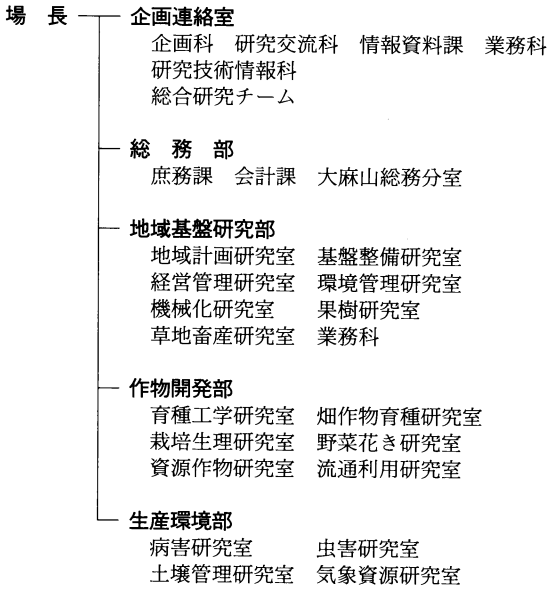 場　長　企画連絡室
企画科　研究交流科　情報資料課　業務科
研究技術情報科
総合研究チーム
総　務　部
庶務課　会計課　大麻山総務分室
地域基盤研究部
地域計画研究室　基盤整備研究室
経営管理研究室　環境管理研究室
機械化研究室　果樹研究室
草地畜産研究室　業務科
作物開発部
育種工学研究室　畑作物育種研究室
栽培生理研究室　野菜花き研究室
資源作物研究室　流通利用研究室
生産環境部
病害研究室　虫害研究室
土壌管理研究室　気象資源研究室